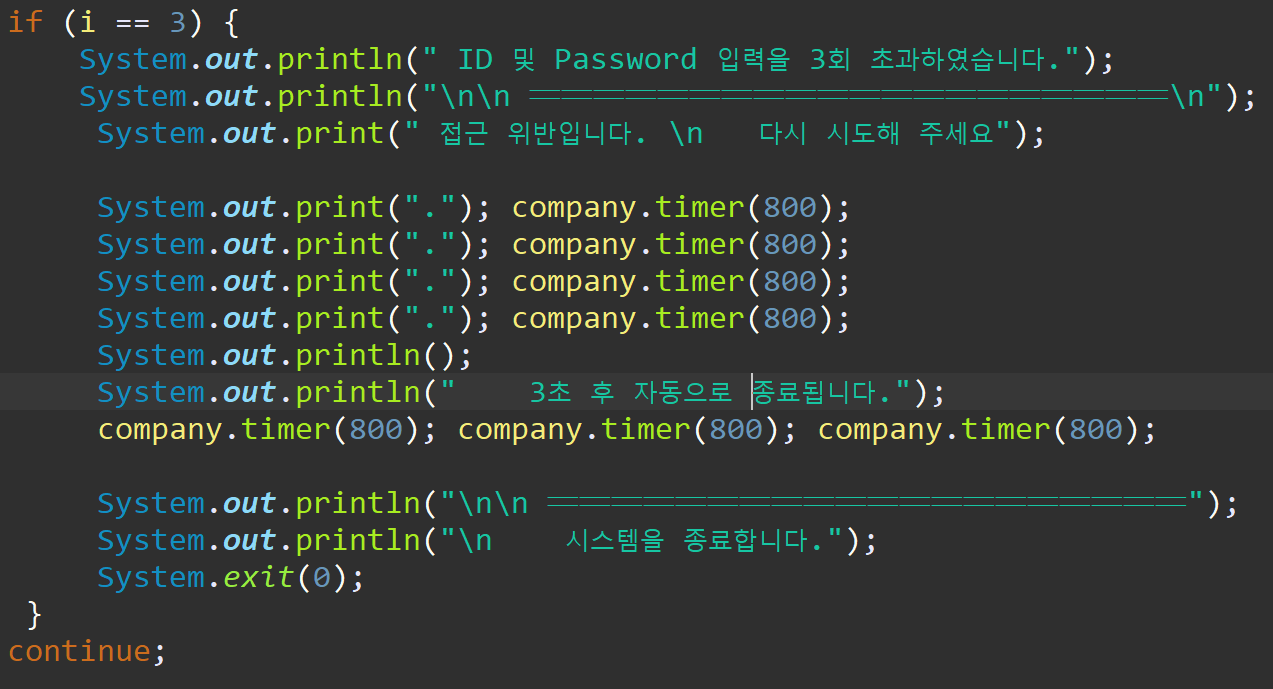 if (i == 3) {
System.out.println(" ID 및 Password 입력을 3회 초과하였습니다.");
System.out.println("\n\n ════════════════════════════════════════\n");
System.out.print(" 접근 위반입니다. \n   다시 시도해 주세요");
System.out.print("."); company.timer(800);
System.out.print("."); company.timer(800);
System.out.print("."); company.timer(800);
System.out.print("."); company.timer(800);
System.out.println();
System.out.println("    3초 후 자동으로 종료됩니다.");
company.timer(800); company.timer(800); company.timer(800);
System.out.println("\n\n ════════════════════════════════════════");
System.out.println("\n    시스템을 종료합니다.");
System.exit(0);
}
continue;